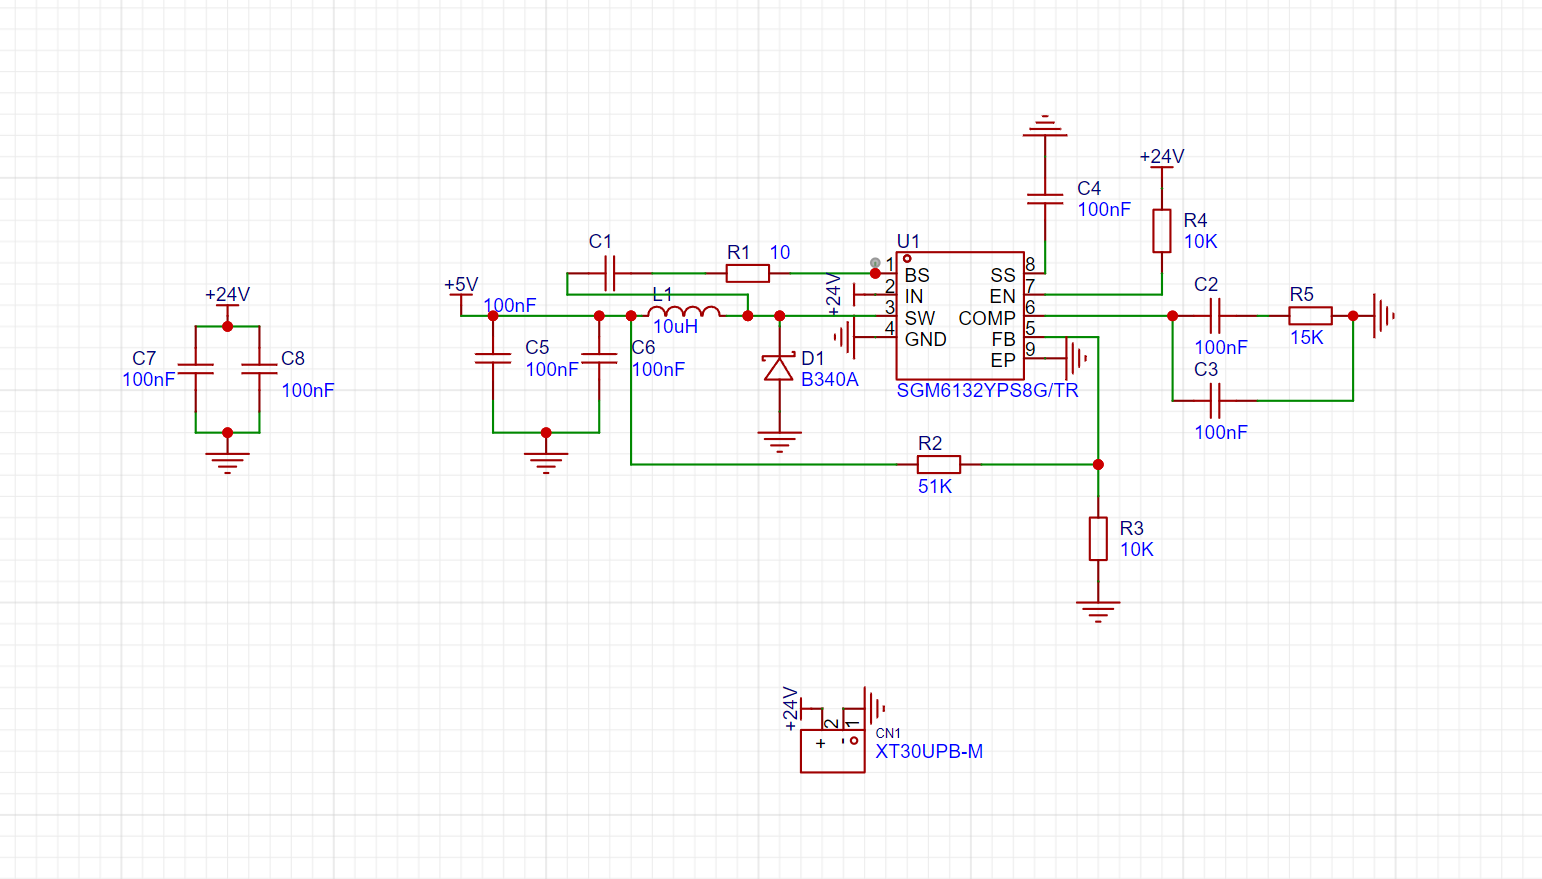 C4
100nF
+24V
R4
10K
C1
R1 10
U1
1 BS
2 IN
3 SW
4 GND
SS 8
EN 7
COMP 6
FB 5
EP 9
SGM6132YPS8G/TR
+24V
+5V
100nF
L1
10uH
+24V
C7
100nF
C8
100nF
C5
100nF
C6
100nF
D1
B340A
C2
100nF
R5
15K
C3
100nF
R2
51K
R3
10K
+24V
2 1
+ -
CN1
XT30UPB-M